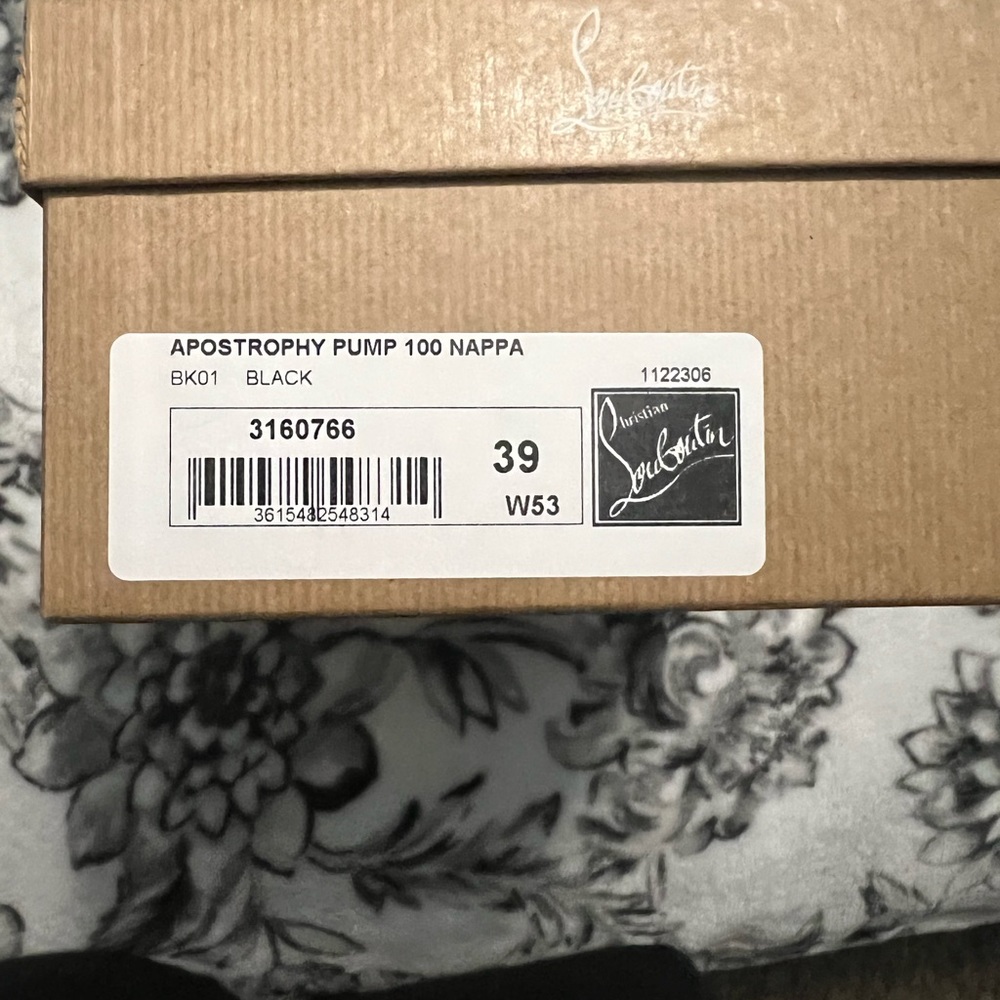 Louboutin
APOSTROPHY PUMP 100 NAPPA
BK01 BLACK
1122306
3160766
39
3615482548314
W53
Christian
Louboutin